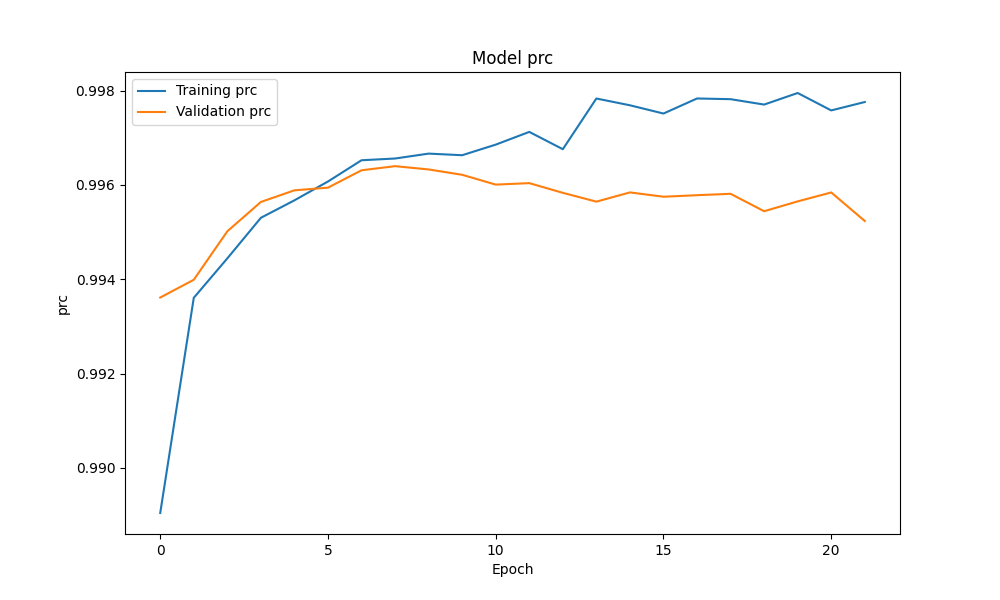 Model prc
Training prc
Validation prc
0.998
0.996
0.994
0.992
0.990
prc
0 5 10 15 20
Epoch